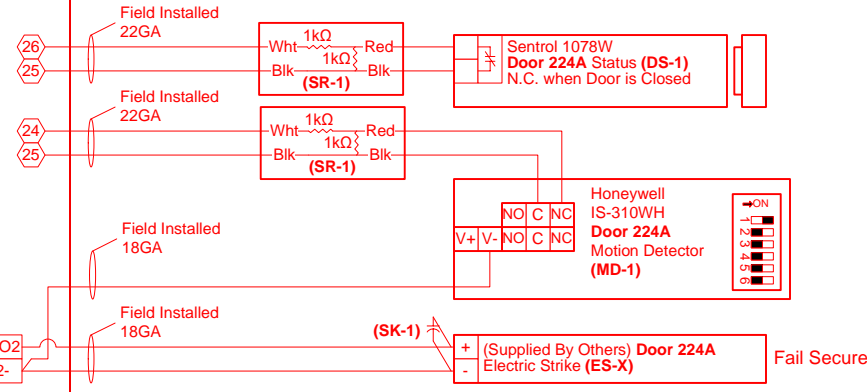 Field Installed
22GA
26
25
Wht 1kΩ Red
1kΩ
Blk Blk
(SR-1)
Sentrol 1078W
Door 224A Status (DS-1)
N.C. when Door is Closed
Field Installed
22GA
24
25
Wht 1kΩ Red
1kΩ
Blk Blk
(SR-1)
Honeywell
IS-310WH
Door 224A
Motion Detector
(MD-1)
NO C NC
V+ V- NO C NC
ON
1
2
3
4
5
6
Field Installed
18GA
Field Installed
18GA
(SK-1)
O2
2-
+
-
(Supplied By Others) Door 224A
Electric Strike (ES-X)
Fail Secure